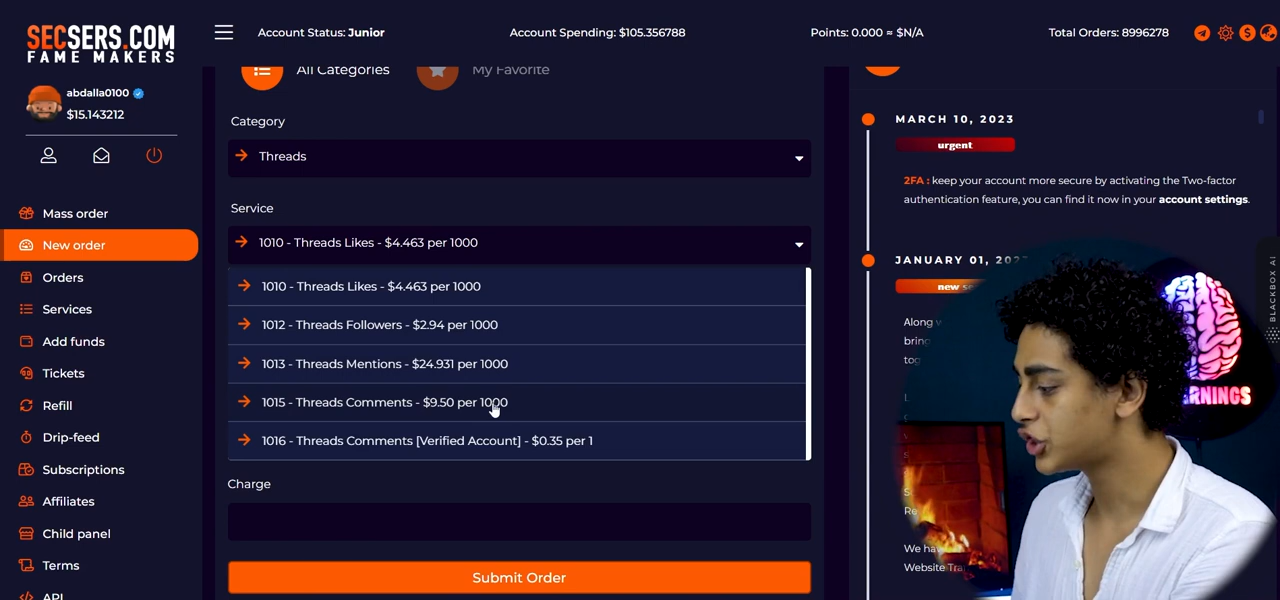 SECSERS.COM
FAME MAKERS
Account Status: Junior
Account Spending: $105.356788
Points: 0.000 ≈ $N/A
Total Orders: 8996278
abdalla0100
$15.143212
Mass order
New order
Orders
Services
Add funds
Tickets
Refill
Drip-feed
Subscriptions
Affiliates
Child panel
Terms
API
All Categories
My Favorite
Category
Threads
Service
1010 - Threads Likes - $4.463 per 1000
1010 - Threads Likes - $4.463 per 1000
1012 - Threads Followers - $2.94 per 1000
1013 - Threads Mentions - $24.931 per 1000
1015 - Threads Comments - $9.50 per 1000
1016 - Threads Comments [Verified Account] - $0.35 per 1
Charge
Submit Order
MARCH 10, 2023
urgent
2FA : keep your account more secure by activating the Two-factor
authentication feature, you can find it now in your account settings.
JANUARY 01, 202
new
Along
We
Website
BLACKBOX AI